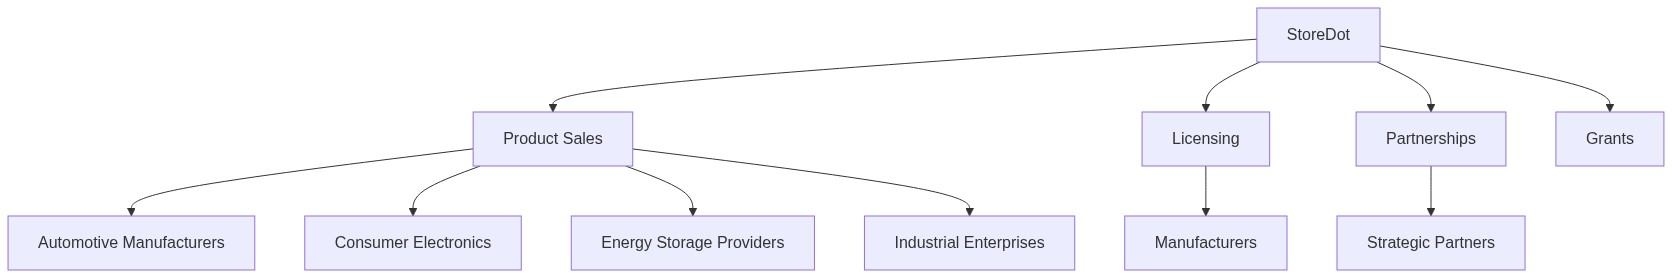 StoreDot
Product Sales
Licensing
Partnerships
Grants
Automotive Manufacturers
Consumer Electronics
Energy Storage Providers
Industrial Enterprises
Manufacturers
Strategic Partners